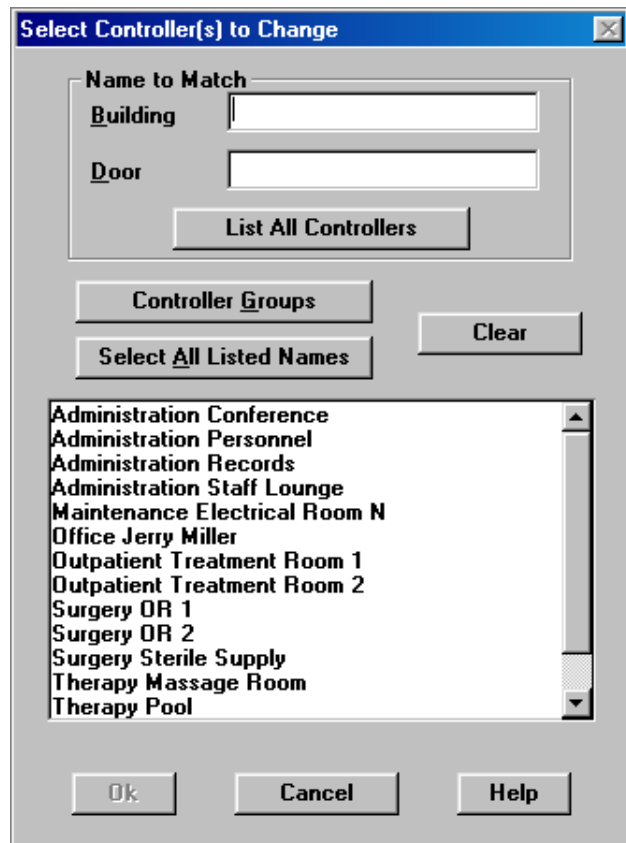 Select Controller(s) to Change
Name to Match
Building
Door
List All Controllers
Controller Groups
Clear
Select All Listed Names
Administration Conference
Administration Personnel
Administration Records
Administration Staff Lounge
Maintenance Electrical Room N
Office Jerry Miller
Outpatient Treatment Room 1
Outpatient Treatment Room 2
Surgery OR 1
Surgery OR 2
Surgery Sterile Supply
Therapy Massage Room
Therapy Pool
Ok Cancel Help